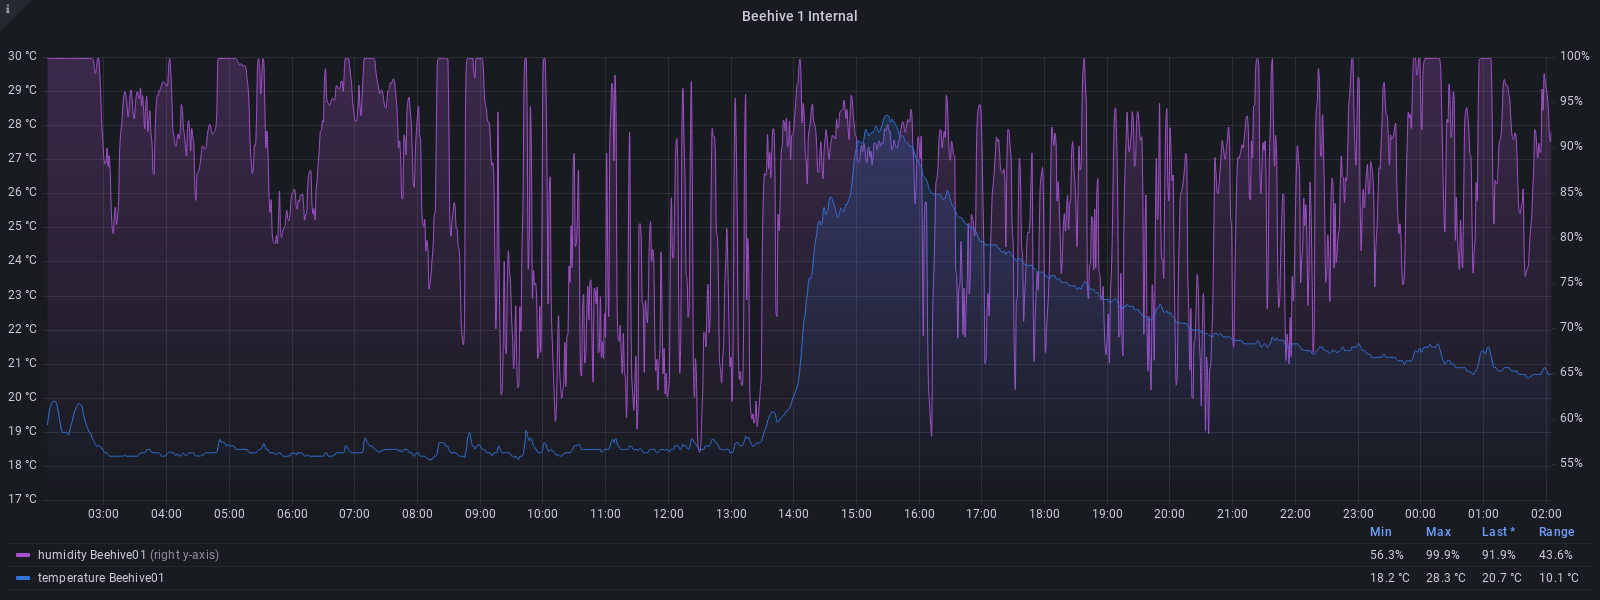 i
Beehive 1 Internal
30 °C 100%
29 °C 95%
28 °C 90%
27 °C 85%
26 °C 80%
25 °C 75%
24 °C 70%
23 °C 65%
22 °C 60%
21 °C 55%
20 °C
19 °C
18 °C
17 °C
03:00 04:00 05:00 06:00 07:00 08:00 09:00 10:00 11:00 12:00 13:00 14:00 15:00 16:00 17:00 18:00 19:00 20:00 21:00 22:00 23:00 00:00 01:00 02:00
Min Max Last * Range
humidity Beehive01 (right y-axis) 56.3% 99.9% 91.9% 43.6%
temperature Beehive01 18.2 °C 28.3 °C 20.7 °C 10.1 °C